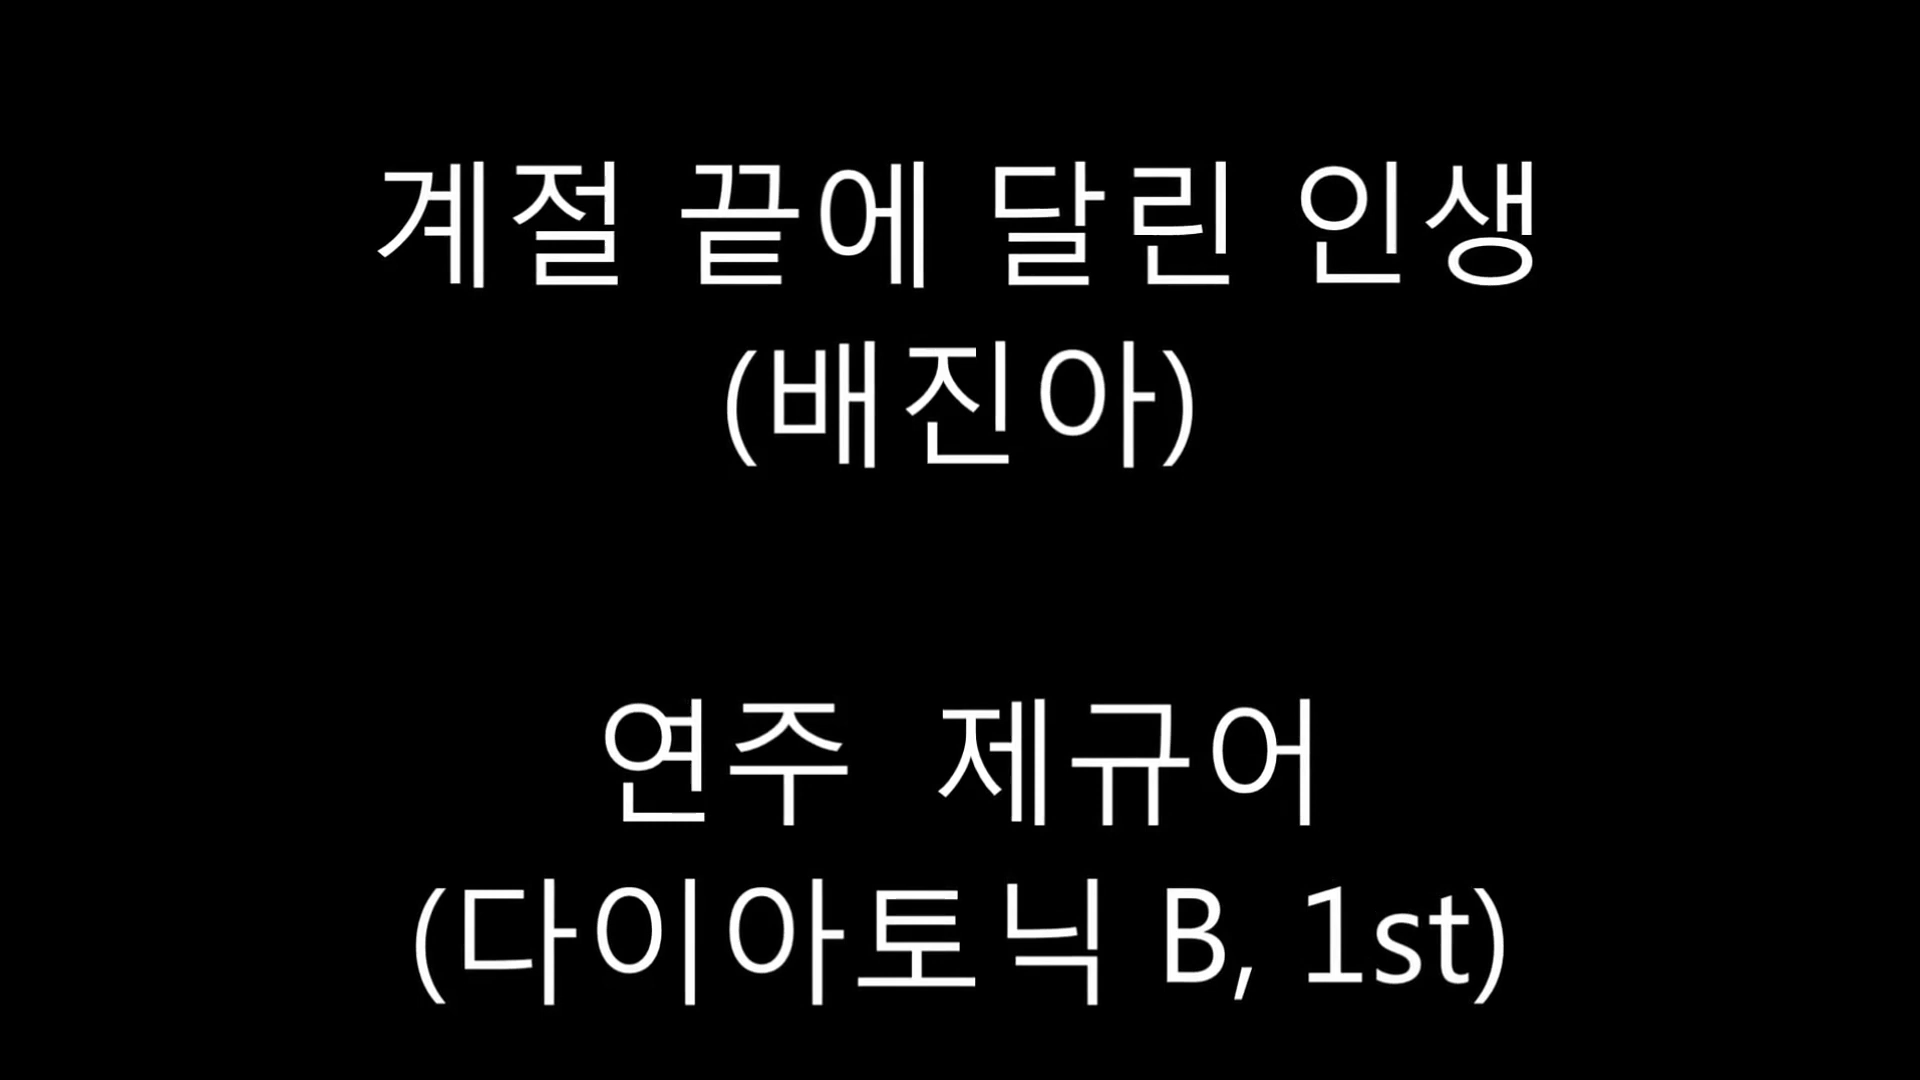 계절 끝에 달린 인생
(배진아)
연주 제규어
(다이아토닉 B, 1st)